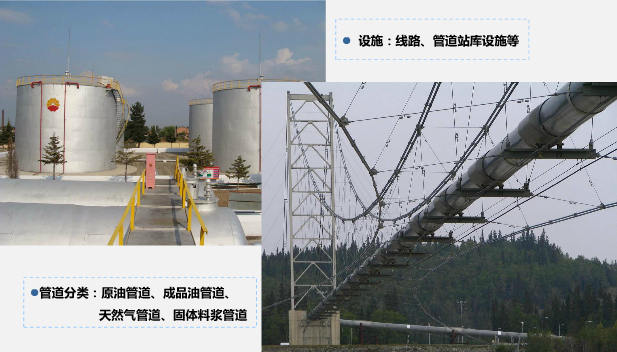 ● 设施：线路、管道站库设施等
●管道分类：原油管道、成品油管道、
天然气管道、固体料浆管道